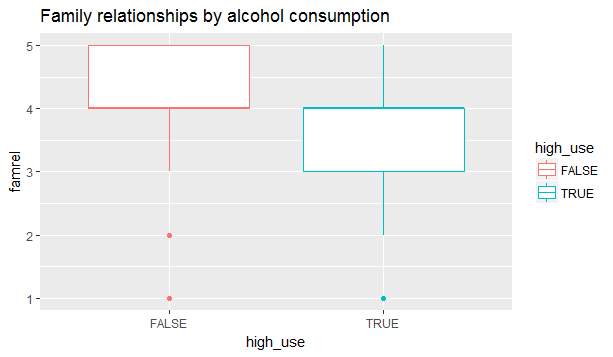 Family relationships by alcohol consumption
5
4
3
2
1
famrel
FALSE TRUE
high_use
high_use
FALSE
TRUE